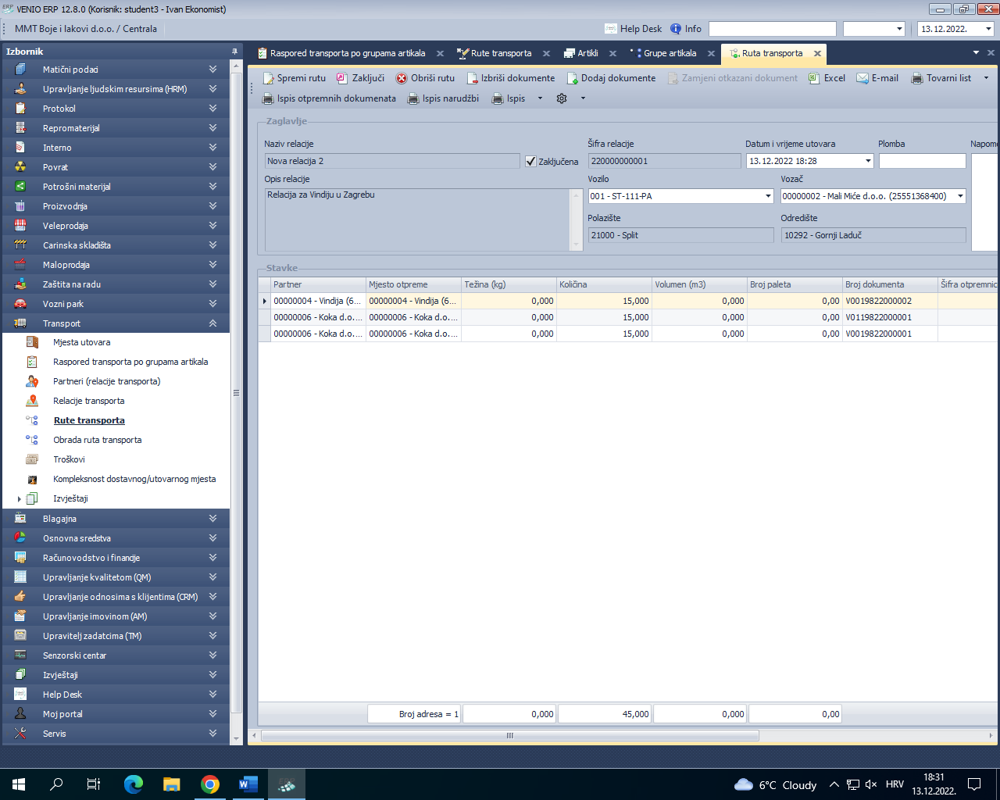 ERP VENIO ERP 12.8.0 (Korisnik: student3 - Ivan Ekonomist)
MMT Boje i lakovi d.o.o. / Centrala
Help Desk Info 13.12.2022.
Izbornik
Matični podaci
Upravljanje ljudskim resursima (HRM)
Protokol
Repromaterijal
Interno
Povrat
Potrošni materijal
Proizvodnja
Veleprodaja
Carinska skladišta
Maloprodaja
Zaštita na radu
Vozni park
Transport
Mjesta utovara
Raspored transporta po grupama artikala
Partneri (relacije transporta)
Relacije transporta
Rute transporta
Obrada ruta transporta
Troškovi
Kompleksnost dostavnog/utovarnog mjesta
Izvještaji
Blagajna
Osnovna sredstva
Računovodstvo i financije
Upravljanje kvalitetom (QM)
Upravljanje odnosima s klijentima (CRM)
Upravljanje imovinom (AM)
Upravitelj zadatcima (TM)
Senzorski centar
Izvještaji
Help Desk
Moj portal
Servis
Raspored transporta po grupama artikala Rute transporta Artikli Grupe artikala Ruta transporta
Spremi rutu Zaključi Obriši rutu Izbriši dokumente Dodaj dokumente Zamjeni otkazani dokument Excel E-mail Tovarni list
Ispis otpremnih dokumenata Ispis narudžbi Ispis
Zaglavlje
Naziv relacije Šifra relacije Datum i vrijeme utovara Plomba Napom
Nova relacija 2 Zaključena 220000000001 13.12.2022 18:28
Opis relacije Vozilo Vozač
Relacija za Vindiju u Zagrebu 001 - ST-111-PA 00000002 - Mali Miće d.o.o. (25551368400)
Polazište Odredište
21000 - Split 10292 - Gornji Laduč
Stavke
Partner Mjesto otpreme Težina (kg) Količina Volumen (m3) Broj paleta Broj dokumenta Šifra otpremnic
00000004 - Vindija (6... 00000004 - Vindija (6... 0,000 15,000 0,000 0,00 V0019822000002
00000006 - Koka d.o.... 00000006 - Koka d.o.... 0,000 15,000 0,000 0,00 V0119822000001
00000006 - Koka d.o.... 00000006 - Koka d.o.... 0,000 15,000 0,000 0,00 V0019822000001
Broj adresa = 1 0,000 45,000 0,000 0,00
6°C Cloudy HRV 18:31
13.12.2022.